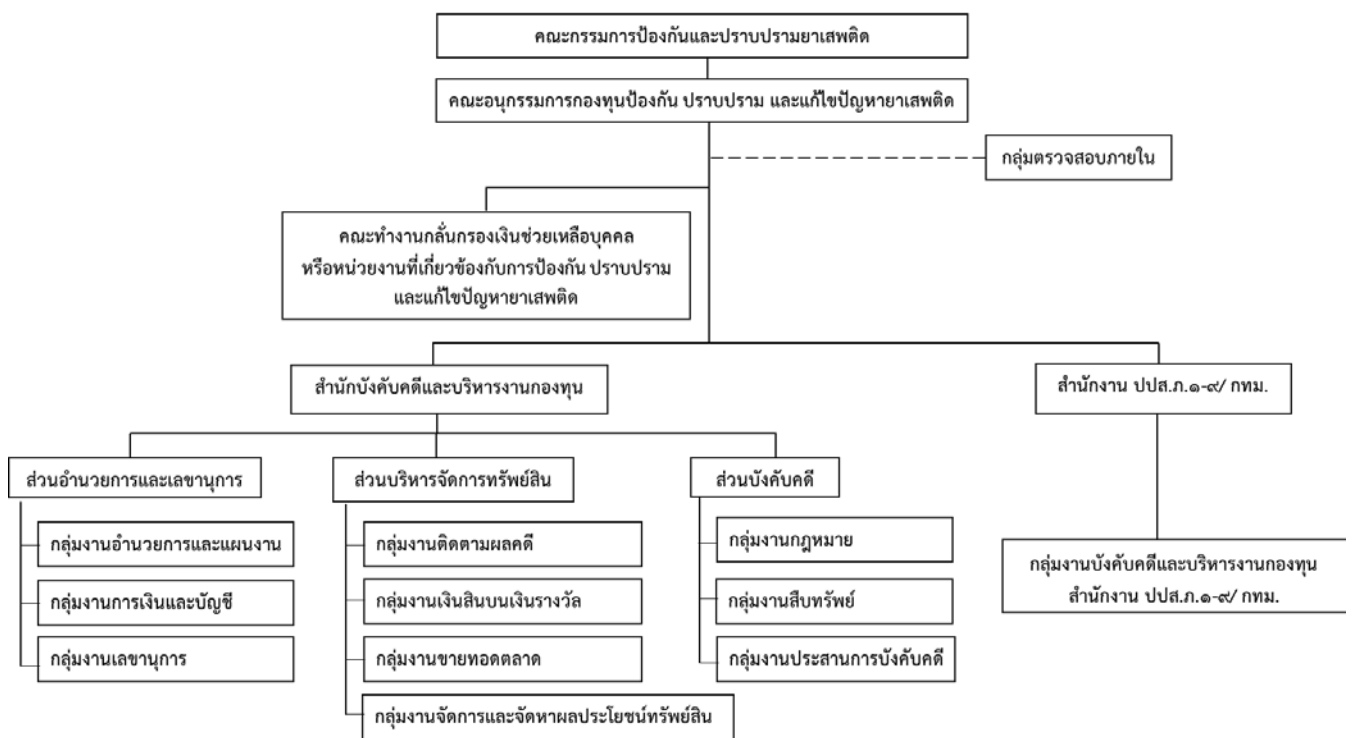 คณะกรรมการป้องกันและปราบปรามยาเสพติด
คณะอนุกรรมการกองทุนป้องกัน ปราบปราม และแก้ไขปัญหายาเสพติด
กลุ่มตรวจสอบภายใน
คณะทำงานกลั่นกรองเงินช่วยเหลือบุคคล
หรือหน่วยงานที่เกี่ยวข้องกับการป้องกัน ปราบปราม
และแก้ไขปัญหายาเสพติด
สำนักบังคับคดีและบริหารงานกองทุน
สำนักงาน ปปส.ภ.๑-๙/ กทม.
ส่วนอำนวยการและเลขานุการ
กลุ่มงานอำนวยการและแผนงาน
กลุ่มงานการเงินและบัญชี
กลุ่มงานเลขานุการ
ส่วนบริหารจัดการทรัพย์สิน
กลุ่มงานติดตามผลคดี
กลุ่มงานเงินสินบนเงินรางวัล
กลุ่มงานขายทอดตลาด
กลุ่มงานจัดการและจัดหาผลประโยชน์ทรัพย์สิน
ส่วนบังคับคดี
กลุ่มงานกฎหมาย
กลุ่มงานสืบทรัพย์
กลุ่มงานประสานการบังคับคดี
กลุ่มงานบังคับคดีและบริหารงานกองทุน
สำนักงาน ปปส.ภ.๑-๙/ กทม.